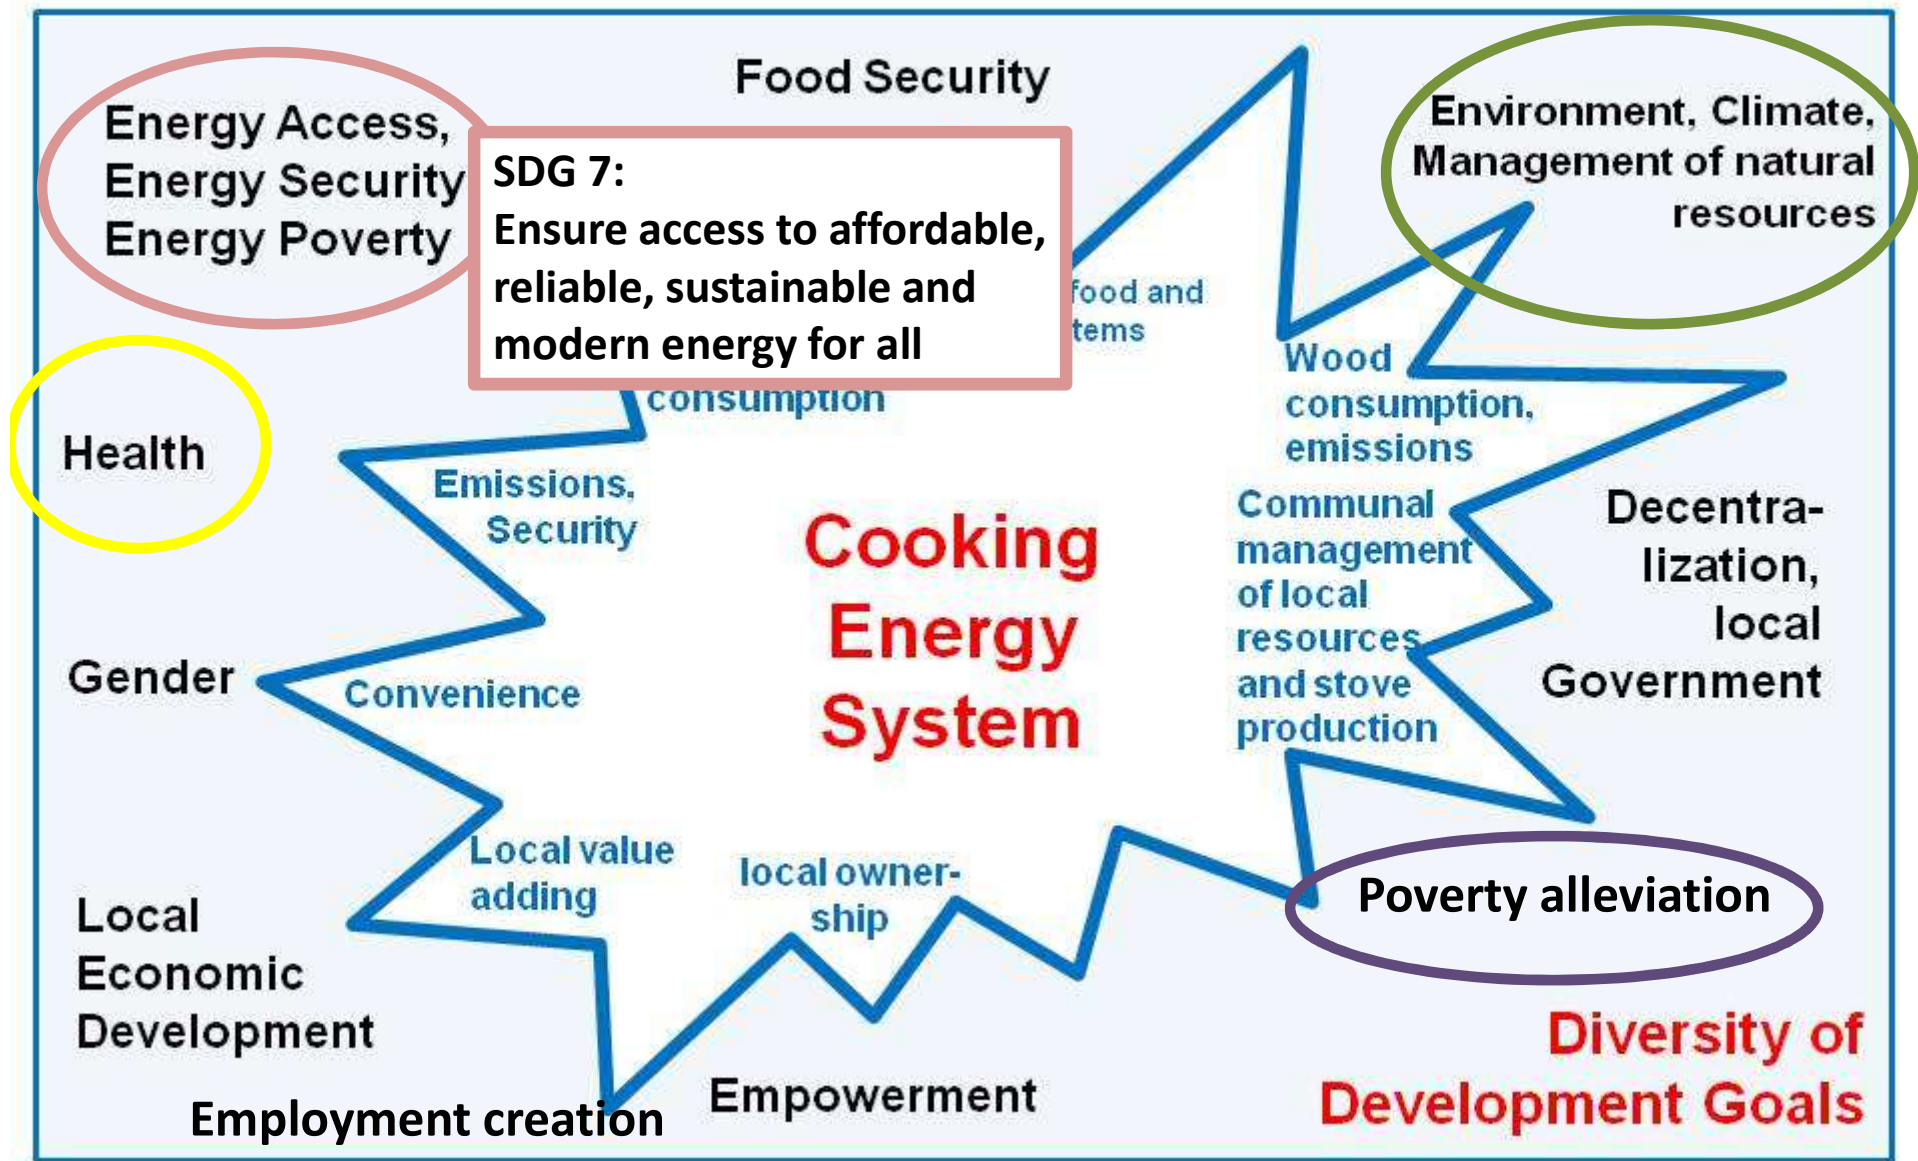 Food Security
Energy Access,
Energy Security
Energy Poverty
SDG 7:
Ensure access to affordable,
reliable, sustainable and
modern energy for all
Environment, Climate,
Management of natural
resources
food and
tems
consumption
Wood
consumption,
emissions
Health
Emissions,
Security
Cooking
Energy
System
Communal
management
of local
resources
and stove
production
Decentra-
lization,
local
Government
Gender
Convenience
Local value
adding
local owner-
ship
Poverty alleviation
Local
Economic
Development
Employment creation
Empowerment
Diversity of
Development Goals